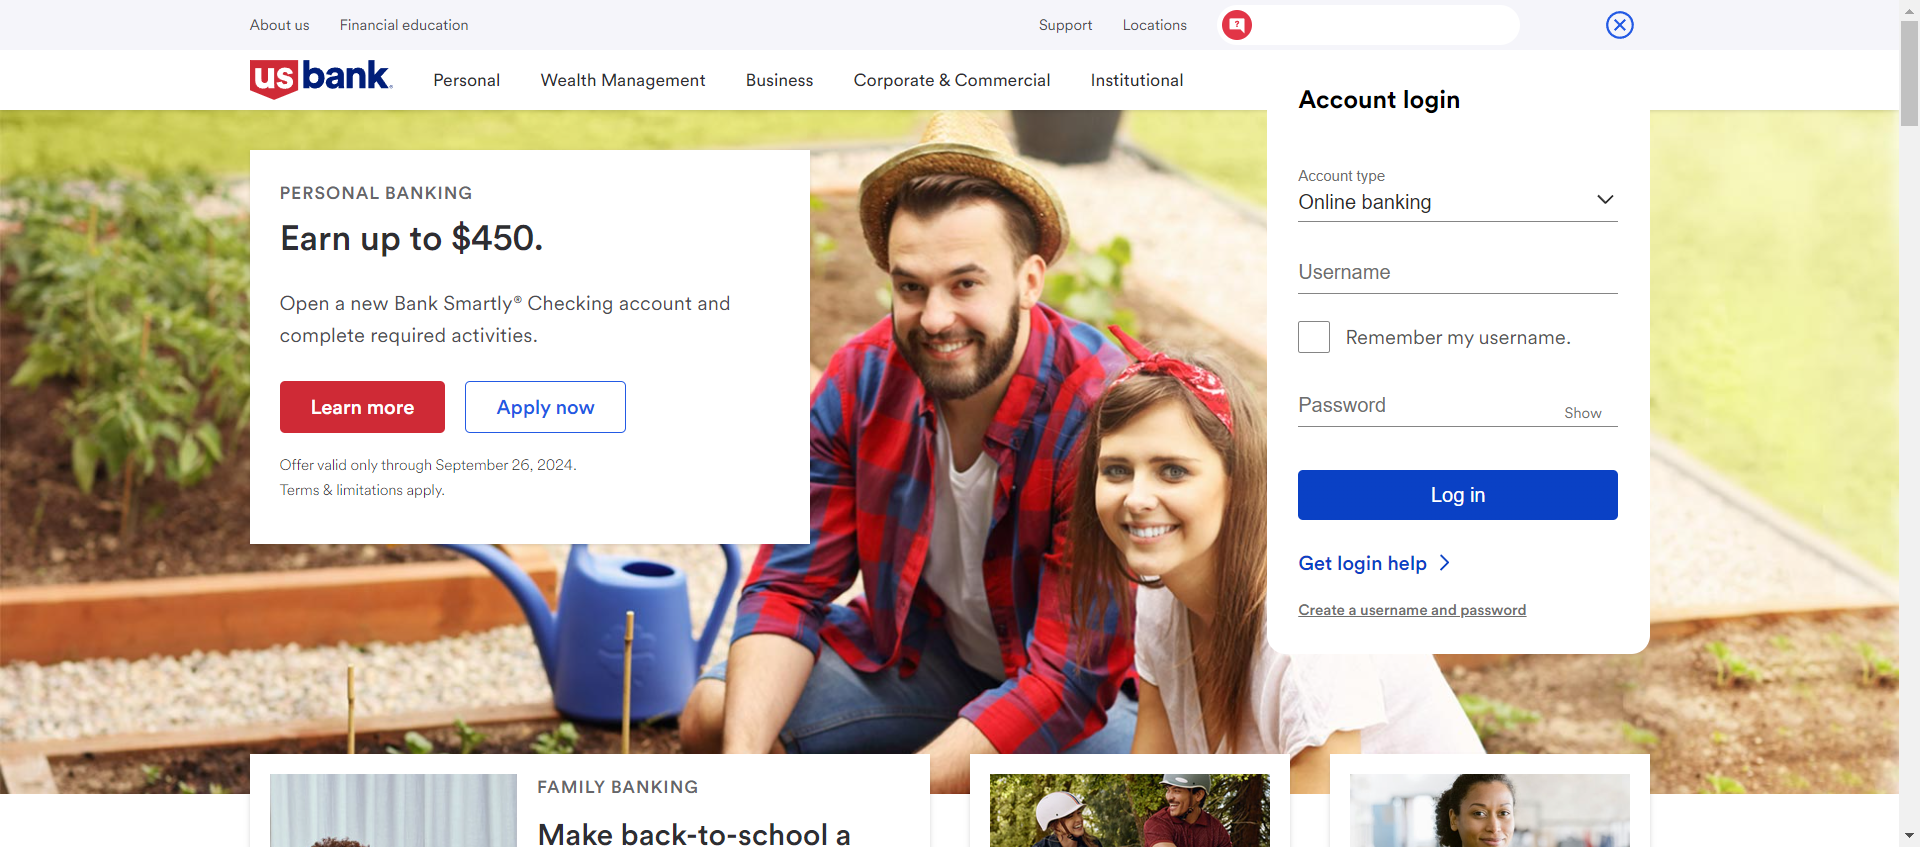 About us
Financial education
Support
Locations
?
us bank
Personal
Wealth Management
Business
Corporate & Commercial
Institutional
PERSONAL BANKING
Earn up to $450.
Open a new Bank Smartly® Checking account and
complete required activities.
Learn more
Apply now
Offer valid only through September 26, 2024.
Terms & limitations apply.
Account login
Account type
Online banking
Username
Remember my username.
Password
Show
Log in
Get login help
Create a username and password
FAMILY BANKING
Make back-to-school a